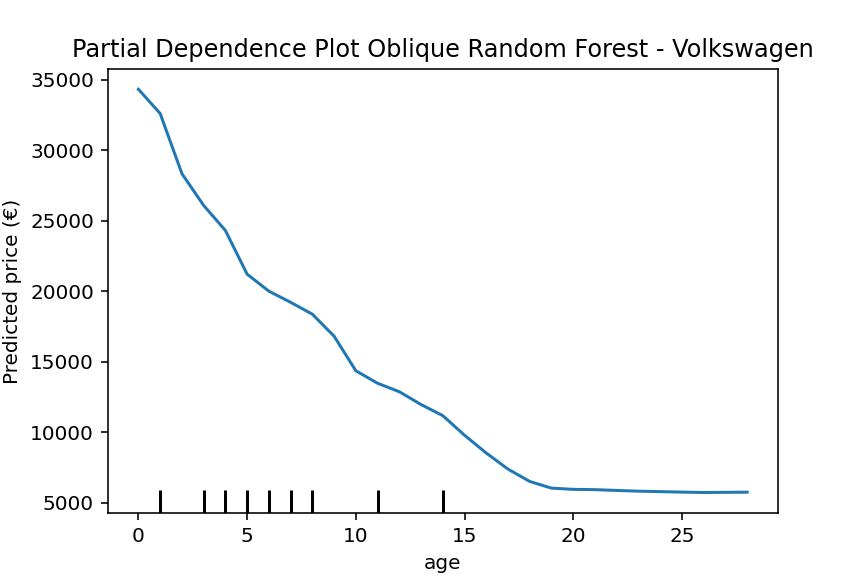 Partial Dependence Plot Oblique Random Forest - Volkswagen
Predicted price (€)
35000
30000
25000
20000
15000
10000
5000
0 5 10 15 20 25
age